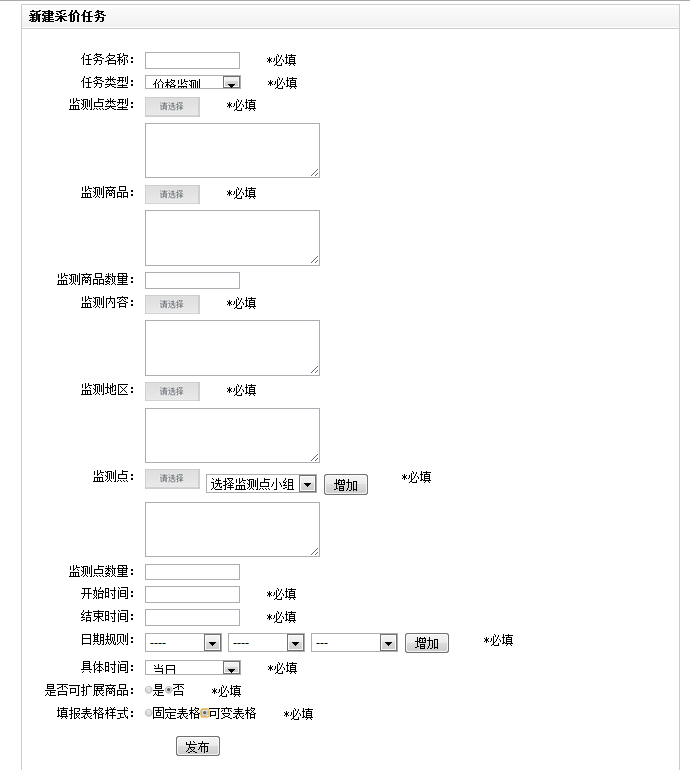 新建采价任务
任务名称： *必填
任务类型： 价格监测 *必填
监测点类型： 请选择 *必填
监测商品： 请选择 *必填
监测商品数量：
监测内容： 请选择 *必填
监测地区： 请选择 *必填
监测点： 请选择 选择监测点小组 增加 *必填
监测点数量：
开始时间： *必填
结束时间： *必填
日期规则： ---- ---- --- 增加 *必填
具体时间： 当日 *必填
是否可扩展商品： 是 否 *必填
填报表格样式： 固定表格 可变表格 *必填
发布